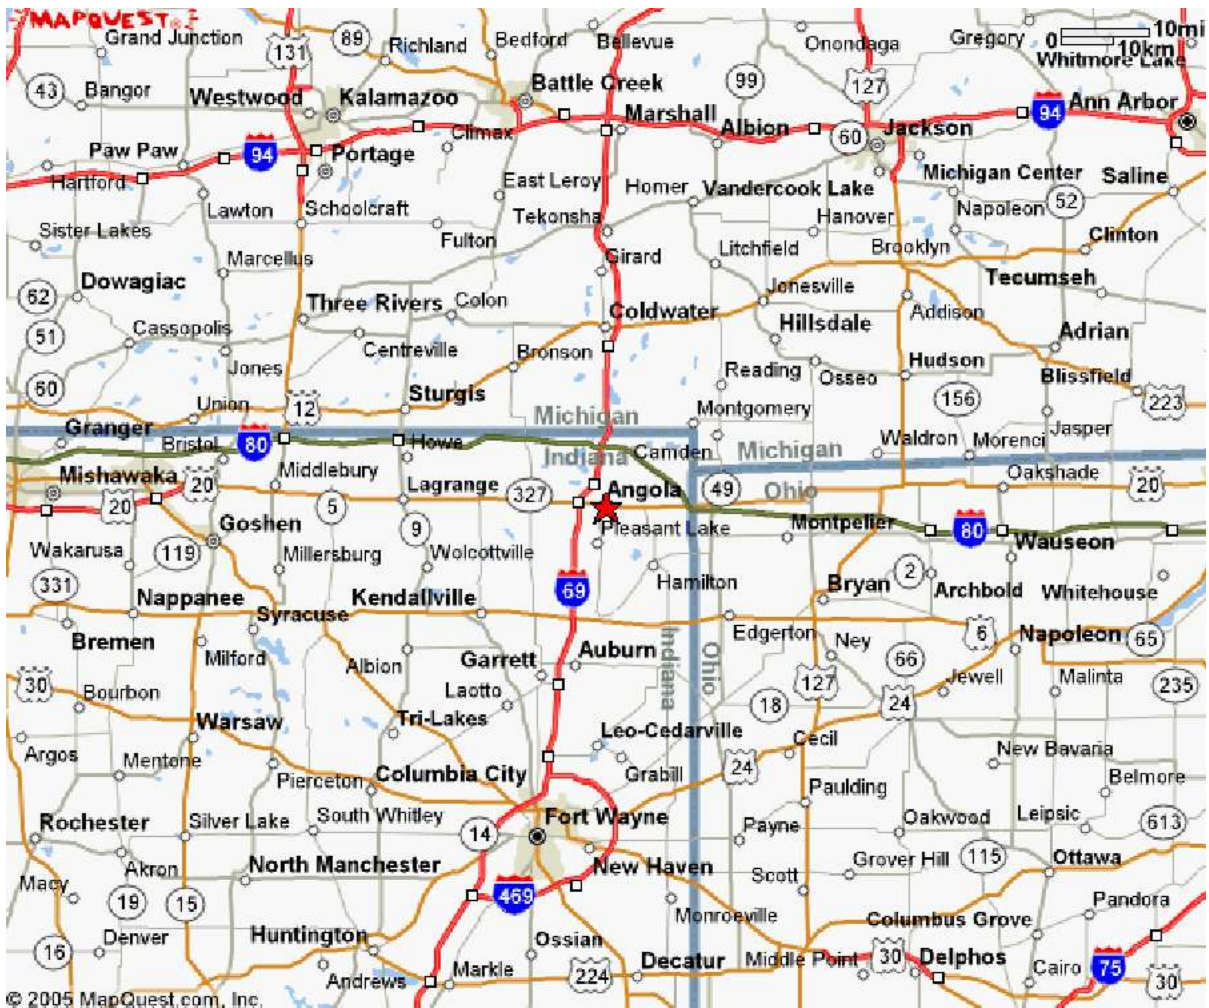 MAPQUEST
Grand Junction
131
89
Richland
Bedford
Bellevue
Onondaga
Gregory
0 10mi
10km
Whitmore Lake
43
Bangor
Westwood
Kalamazoo
Battle Creek
99
127
94
Ann Arbor
Marshall
Albion
60
Jackson
Climax
Paw Paw
94
Portage
Hartford
Lawton
Schoolcraft
East Leroy
Homer
Vandercook Lake
Michigan Center
Saline
Tekonsha
Hanover
Napoleon
52
Sister Lakes
Fulton
Litchfield
Brooklyn
Clinton
Marcellus
Girard
Dowagiac
Tecumseh
62
Three Rivers
Colon
Jonesville
Coldwater
Addison
51
Cassopolis
Centreville
Bronson
Hillsdale
Adrian
Jones
Reading
Osseo
Hudson
Blissfield
60
Union
12
Sturgis
Michigan
Montgomery
156
223
Granger
Bristol
80
Howe
Indiana
Camden
Michigan
Waldron
Morenci
Jasper
Mishawaka
20
Middlebury
Lagrange
327
Angola
49
Ohio
Oakshade
20
20
Goshen
5
9
Pleasant Lake
Montpelier
80
Wauseon
Wakarusa
119
Millersburg
Wolcottville
331
69
Hamilton
Bryan
2
Archbold
Whitehouse
Nappanee
Syracuse
Kendallville
Bremen
Milford
Albion
Garrett
Auburn
Indiana
Ohio
Edgerton
Ney
6
Napoleon
65
66
30
Bourbon
Laotto
127
24
Jewell
Malinta
235
Warsaw
Tri-Lakes
18
Argos
Mentone
Pierceton
Columbia City
Leo-Cedarville
Grabill
24
Cecil
New Bavaria
Belmore
Paulding
Rochester
Silver Lake
South Whitley
14
Fort Wayne
Payne
Oakwood
Leipsic
613
Akron
North Manchester
New Haven
Scott
Grover Hill
115
Ottawa
Macy
19
15
469
Monroeville
Columbus Grove
Pandora
16
Denver
Huntington
Ossian
Decatur
Middle Point
30
Delphos
Cairo
75
30
Andrews
Markle
224
© 2005 MapQuest.com, Inc.